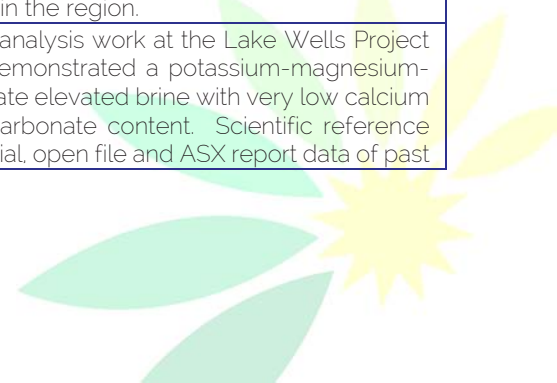 in the region.
analysis work at the Lake Wells Project
emonstrated a potassium-magnesium-
ate elevated brine with very low calcium
arbonate content. Scientific reference
ial, open file and ASX report data of past